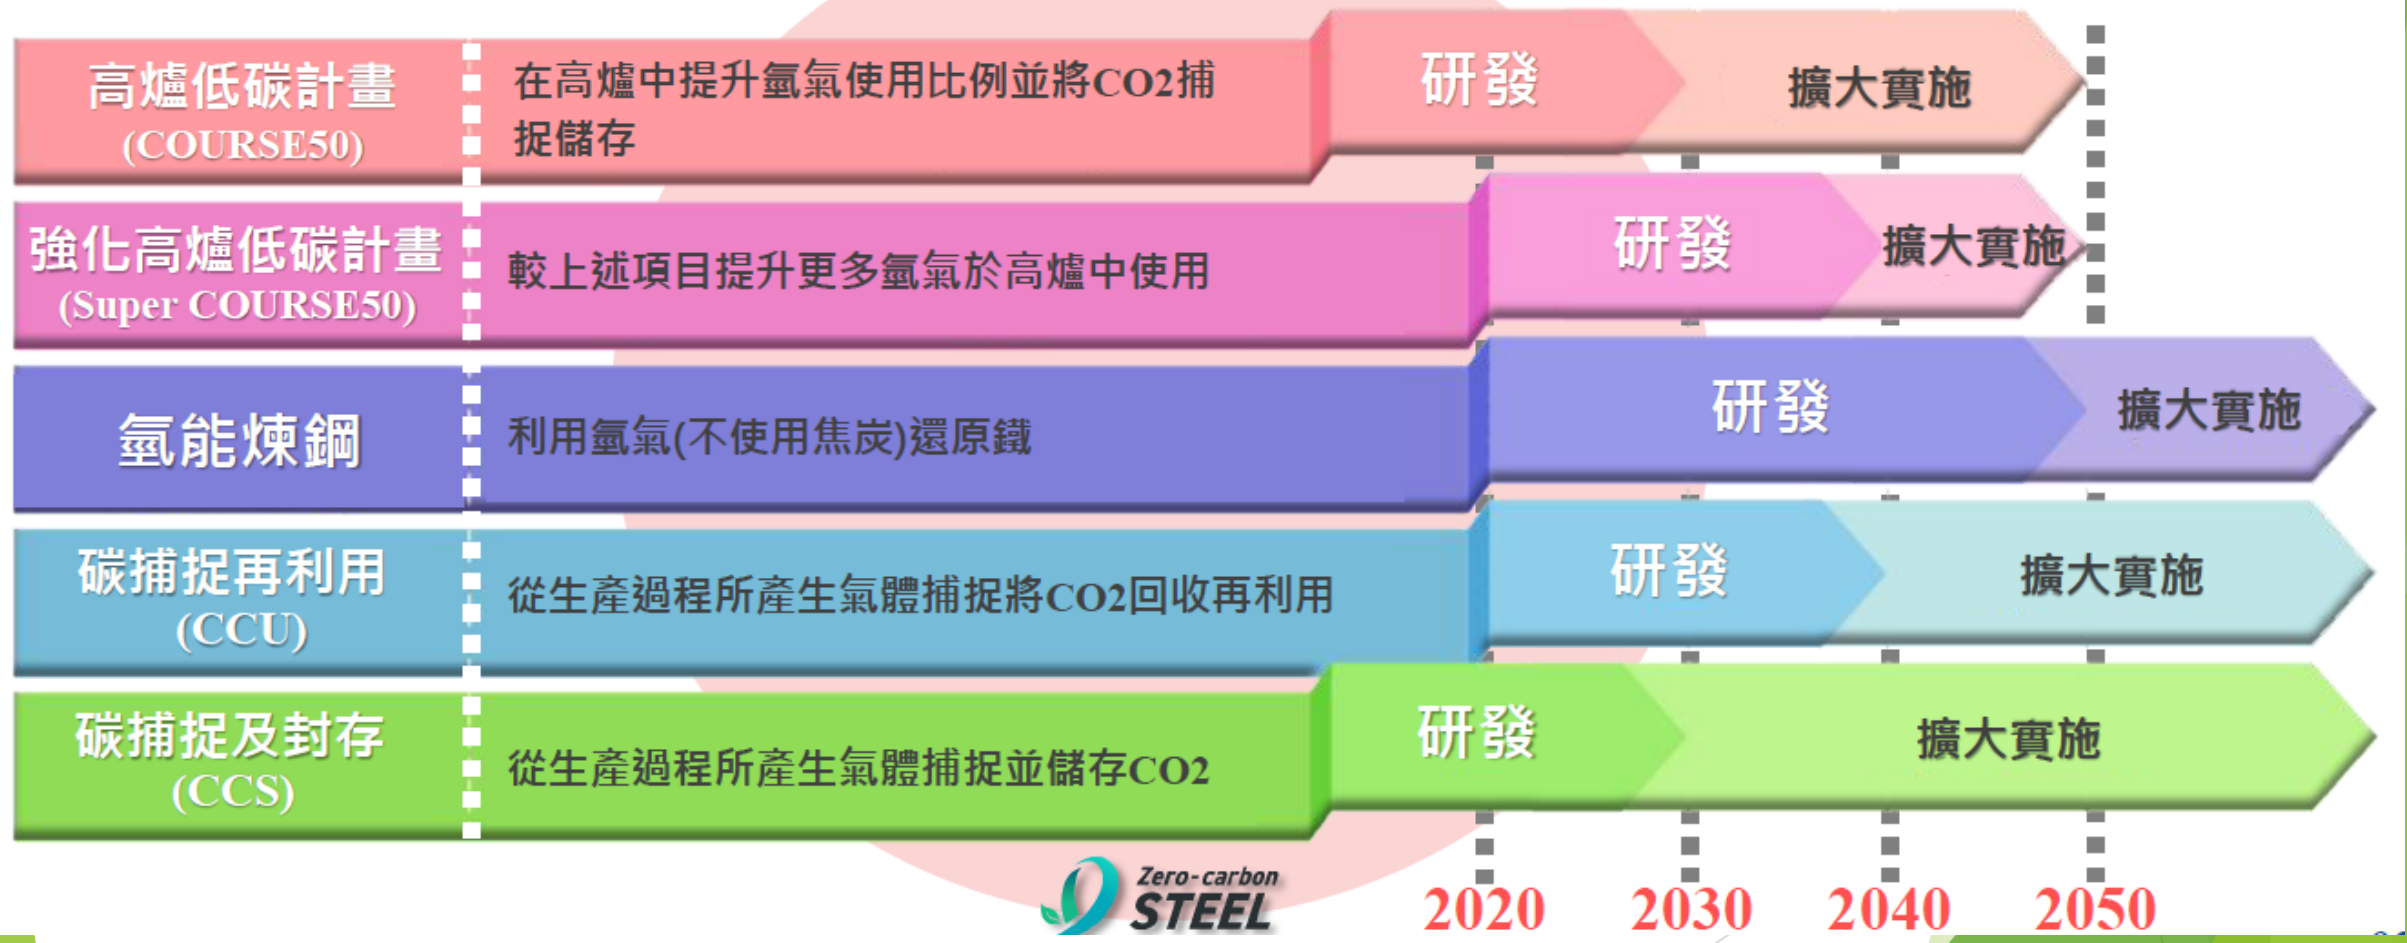 高爐低碳計畫
(COURSE50)
在高爐中提升氫氣使用比例並將CO2捕
捉儲存
研發
擴大實施
強化高爐低碳計畫
(Super COURSE50)
較上述項目提升更多氫氣於高爐中使用
研發
擴大實施
氫能煉鋼
利用氫氣(不使用焦炭)還原鐵
研發
擴大實施
碳捕捉再利用
(CCU)
從生產過程所產生氣體捕捉將CO2回收再利用
研發
擴大實施
碳捕捉及封存
(CCS)
從生產過程所產生氣體捕捉並儲存CO2
研發
擴大實施
Zero-carbon
STEEL
2020
2030
2040
2050